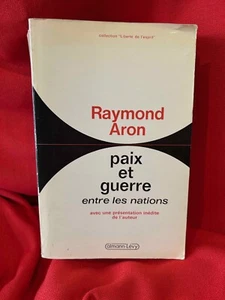 collection "Liberté de l'esprit"
Raymond
Aron
paix et
guerre
entre les nations
avec une présentation inédite
de l'auteur
calmann-lévy